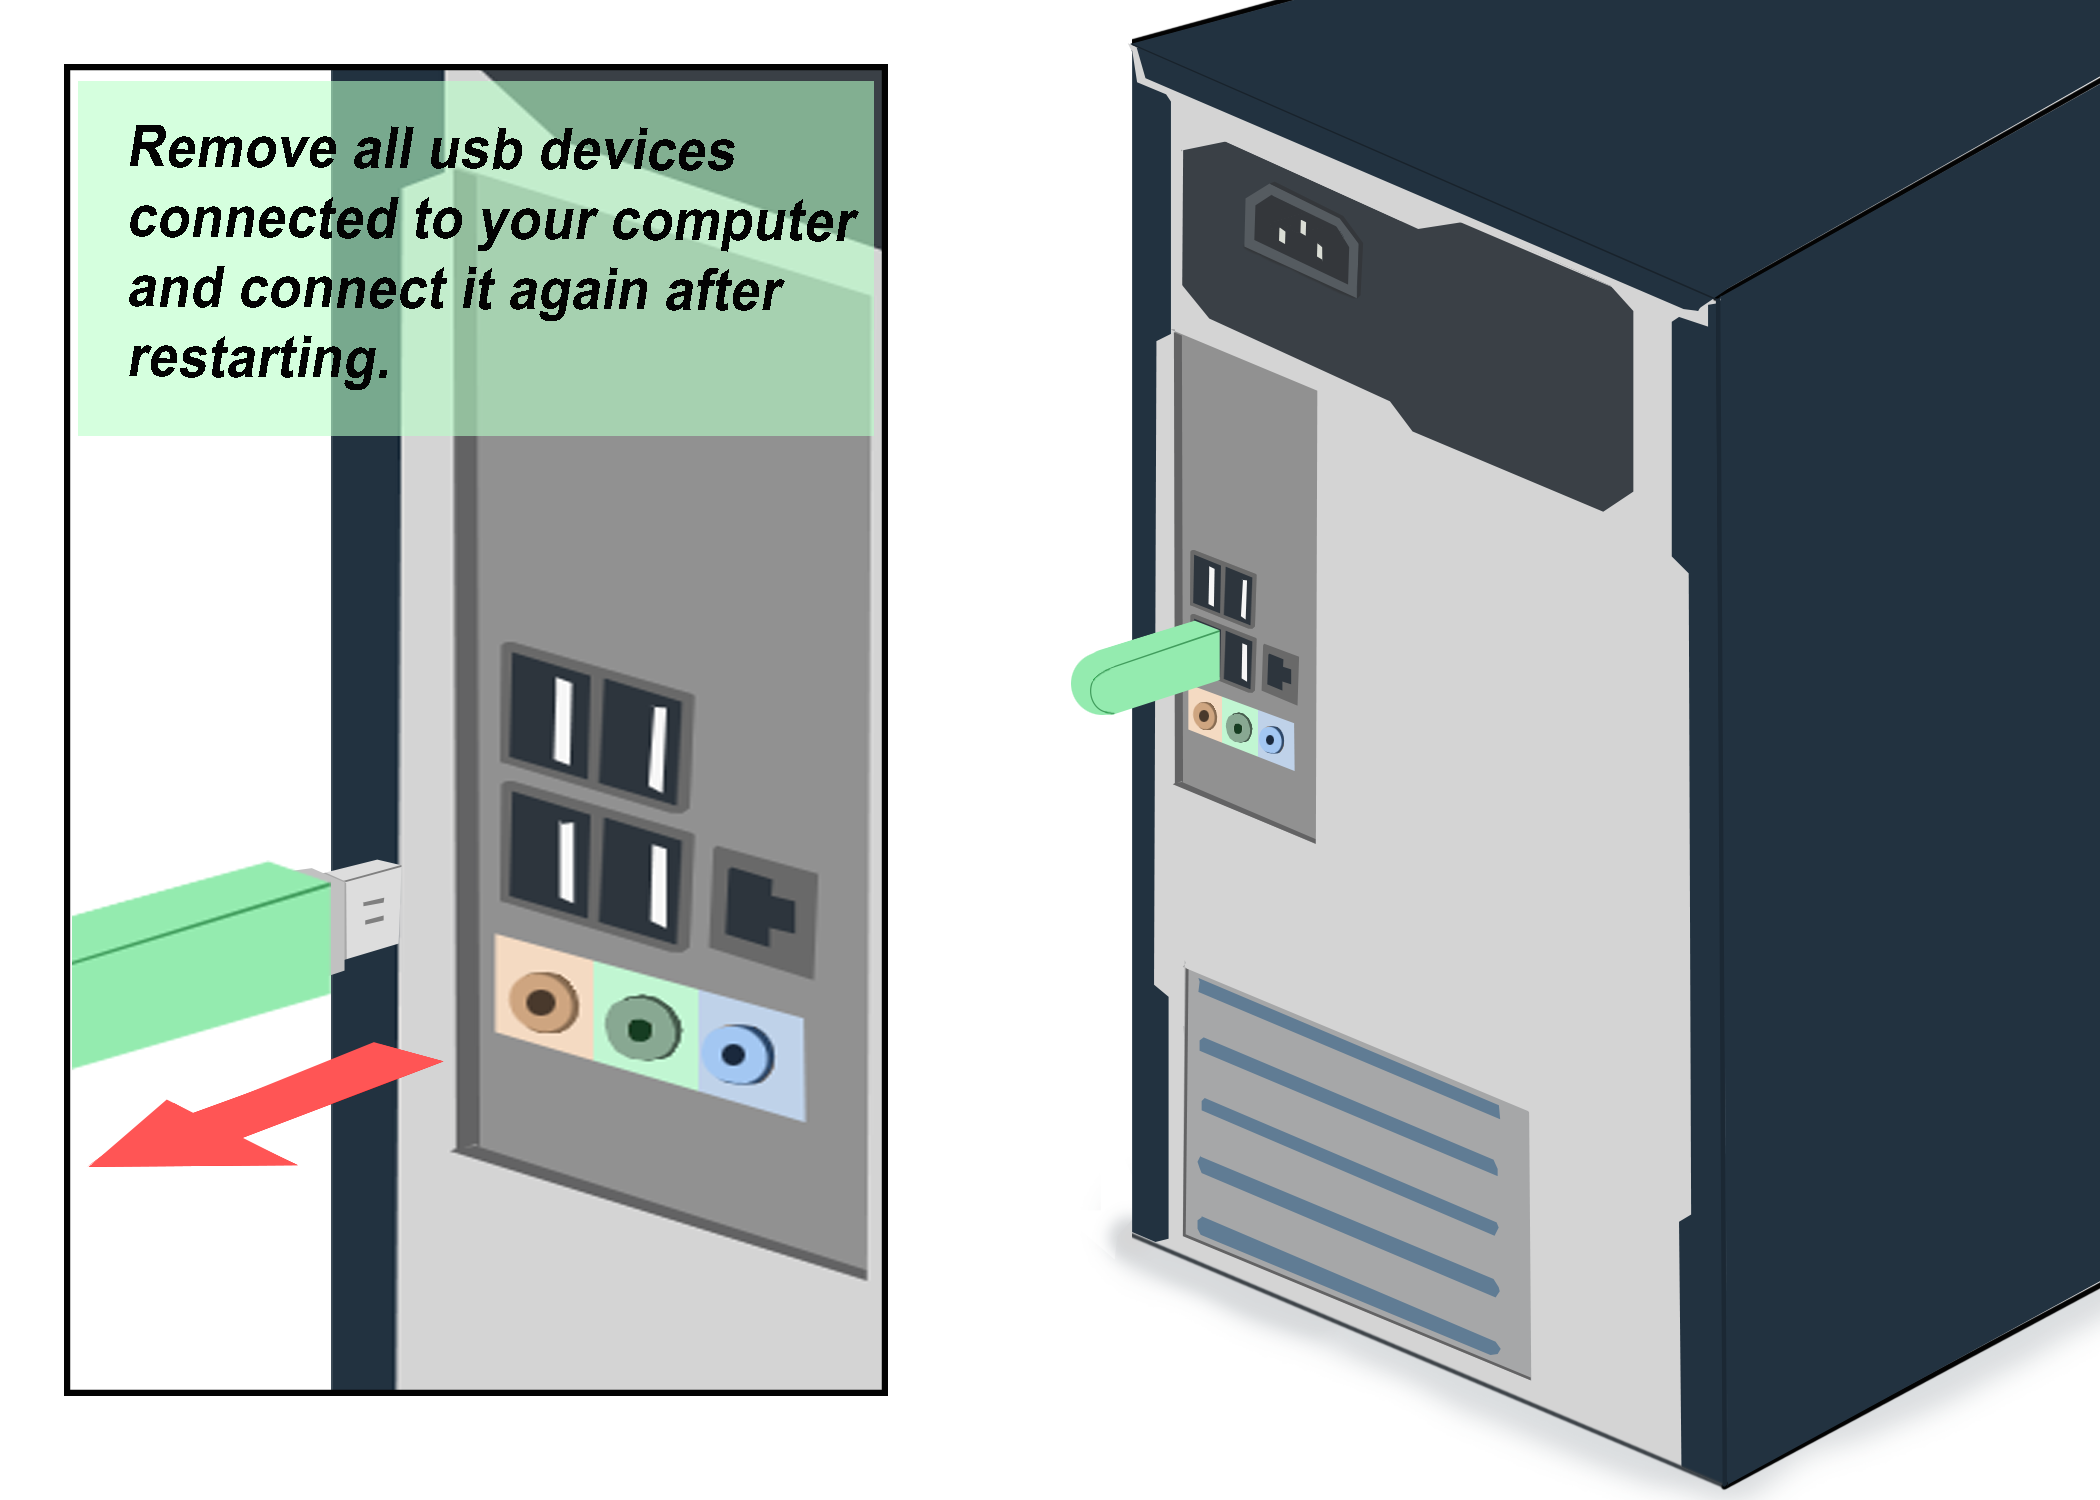 Remove all usb devices
connected to your computer
and connect it again after
restarting.